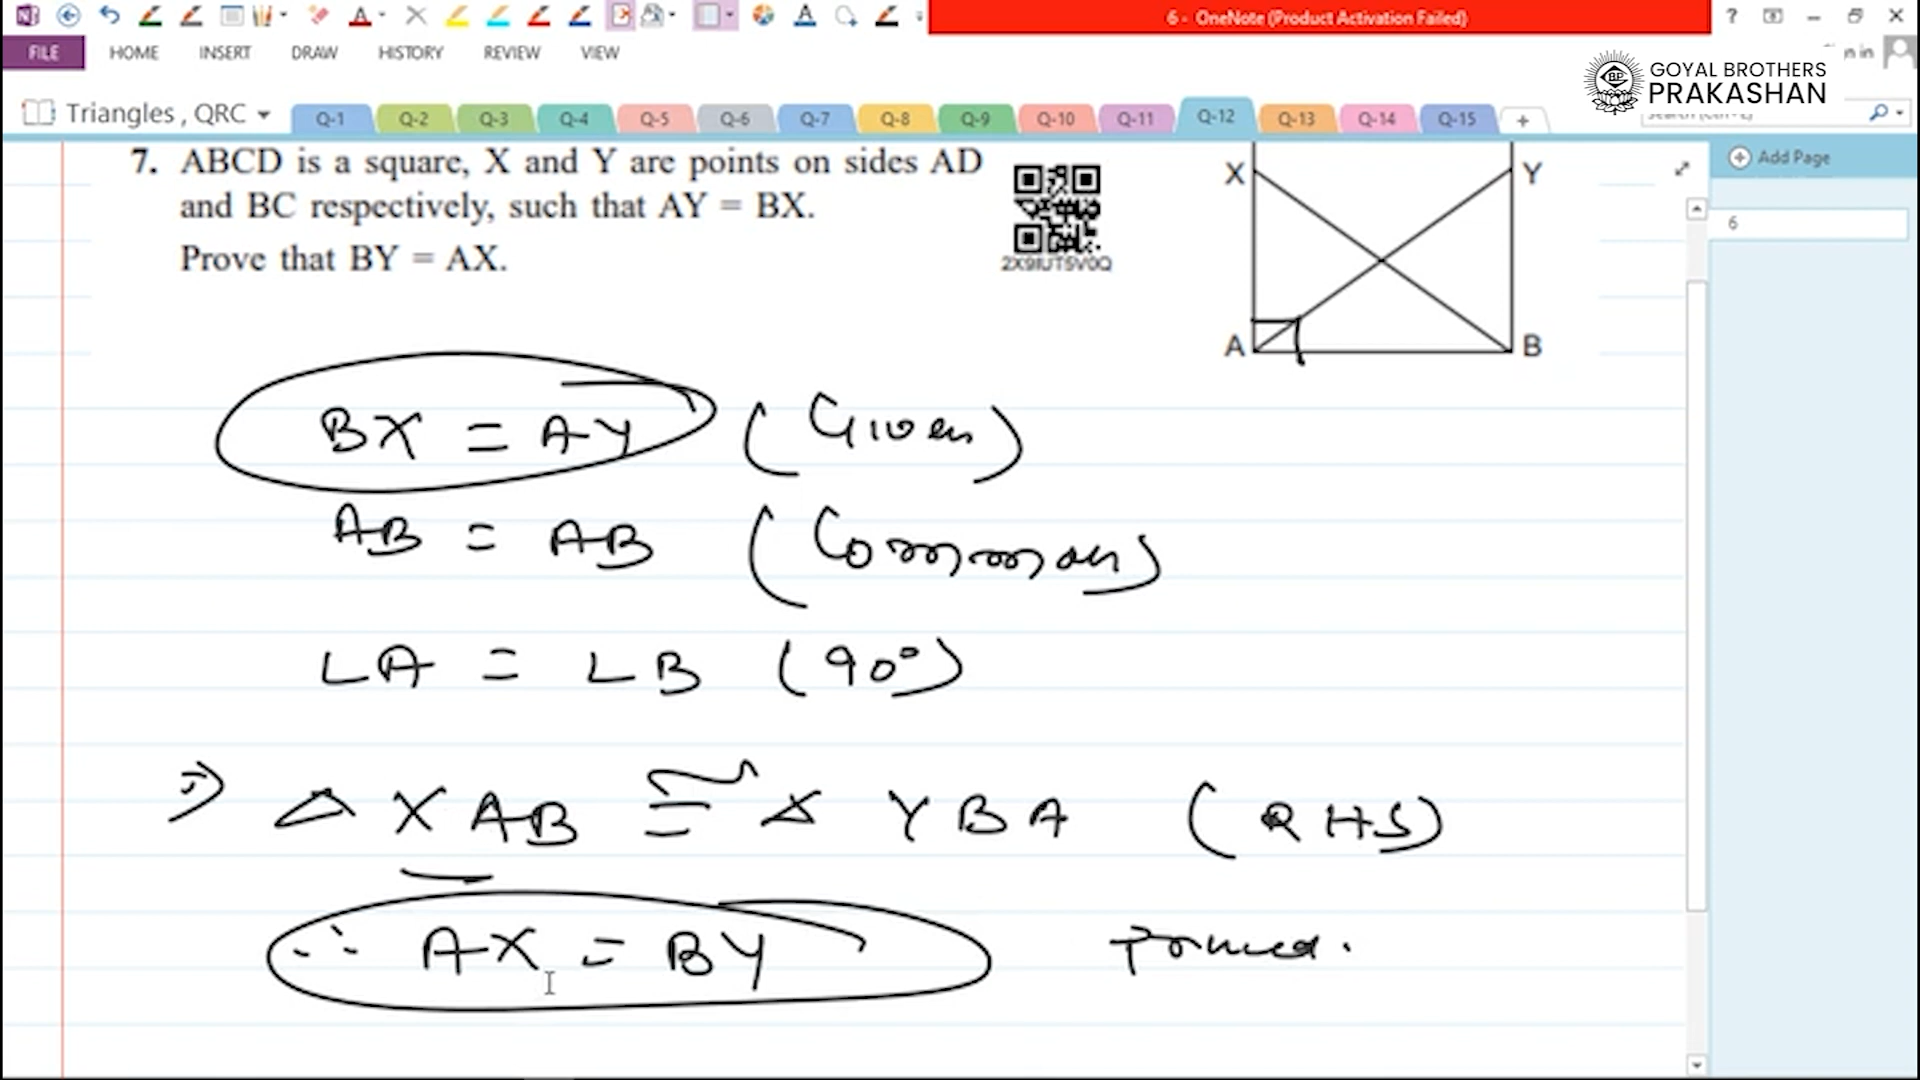 6 - OneNote (Product Activation Failed)
FILE HOME INSERT DRAW HISTORY REVIEW VIEW
GOYAL BROTHERS
PRAKASHAN
Triangles , QRC Q-1 Q-2 Q-3 Q-4 Q-5 Q-6 Q-7 Q-8 Q-9 Q-10 Q-11 Q-12 Q-13 Q-14 Q-15
Add Page
6
7. ABCD is a square, X and Y are points on sides AD
and BC respectively, such that AY = BX.
Prove that BY = AX.
2X9IUT5V0Q
X Y
A B
BX = AY (Given)
AB = AB (Common)
∠A = ∠B (90°)
⇒ △ XAB ≅ △ YBA (RHS)
∴ AX = BY Proved.